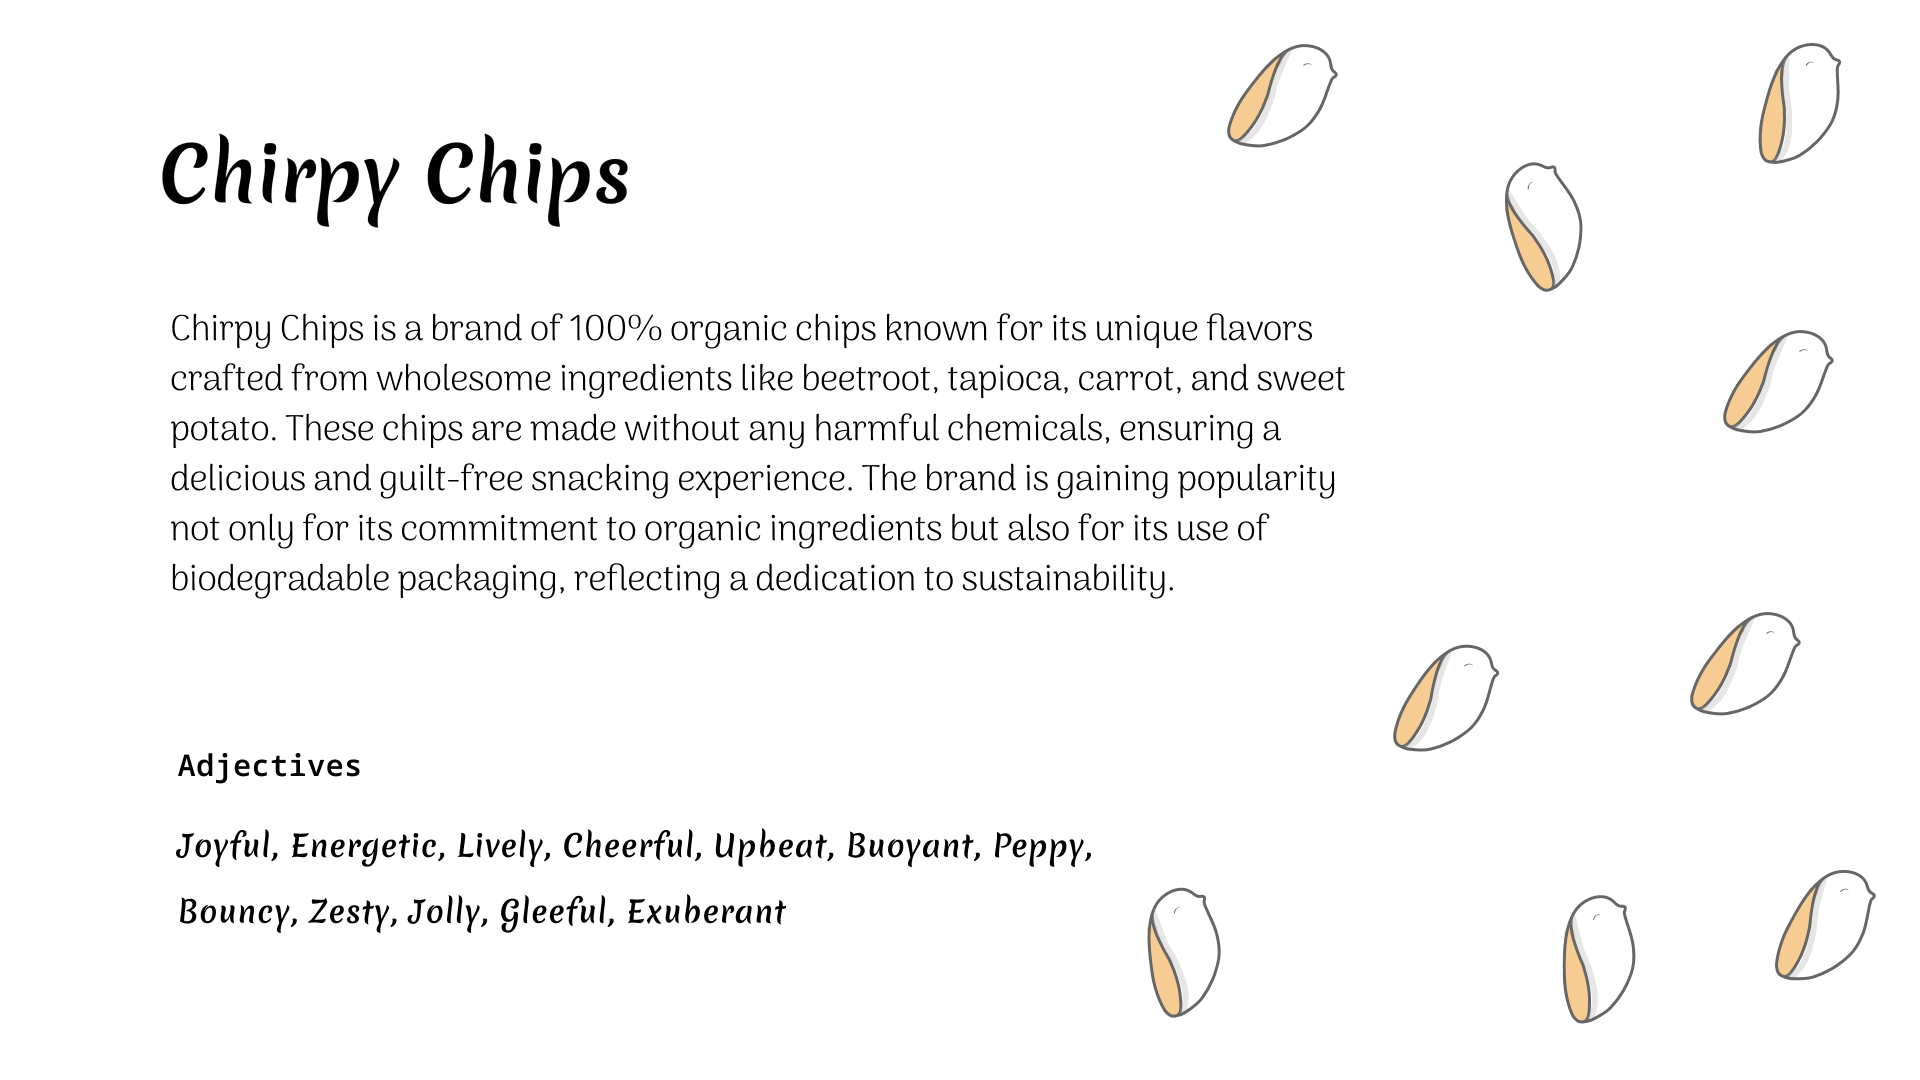 Chirpy Chips
Chirpy Chips is a brand of 100% organic chips known for its unique flavors
crafted from wholesome ingredients like beetroot, tapioca, carrot, and sweet
potato. These chips are made without any harmful chemicals, ensuring a
delicious and guilt-free snacking experience. The brand is gaining popularity
not only for its commitment to organic ingredients but also for its use of
biodegradable packaging, reflecting a dedication to sustainability.
Adjectives
Joyful, Energetic, Lively, Cheerful, Upbeat, Buoyant, Peppy,
Bouncy, Zesty, Jolly, Gleeful, Exuberant